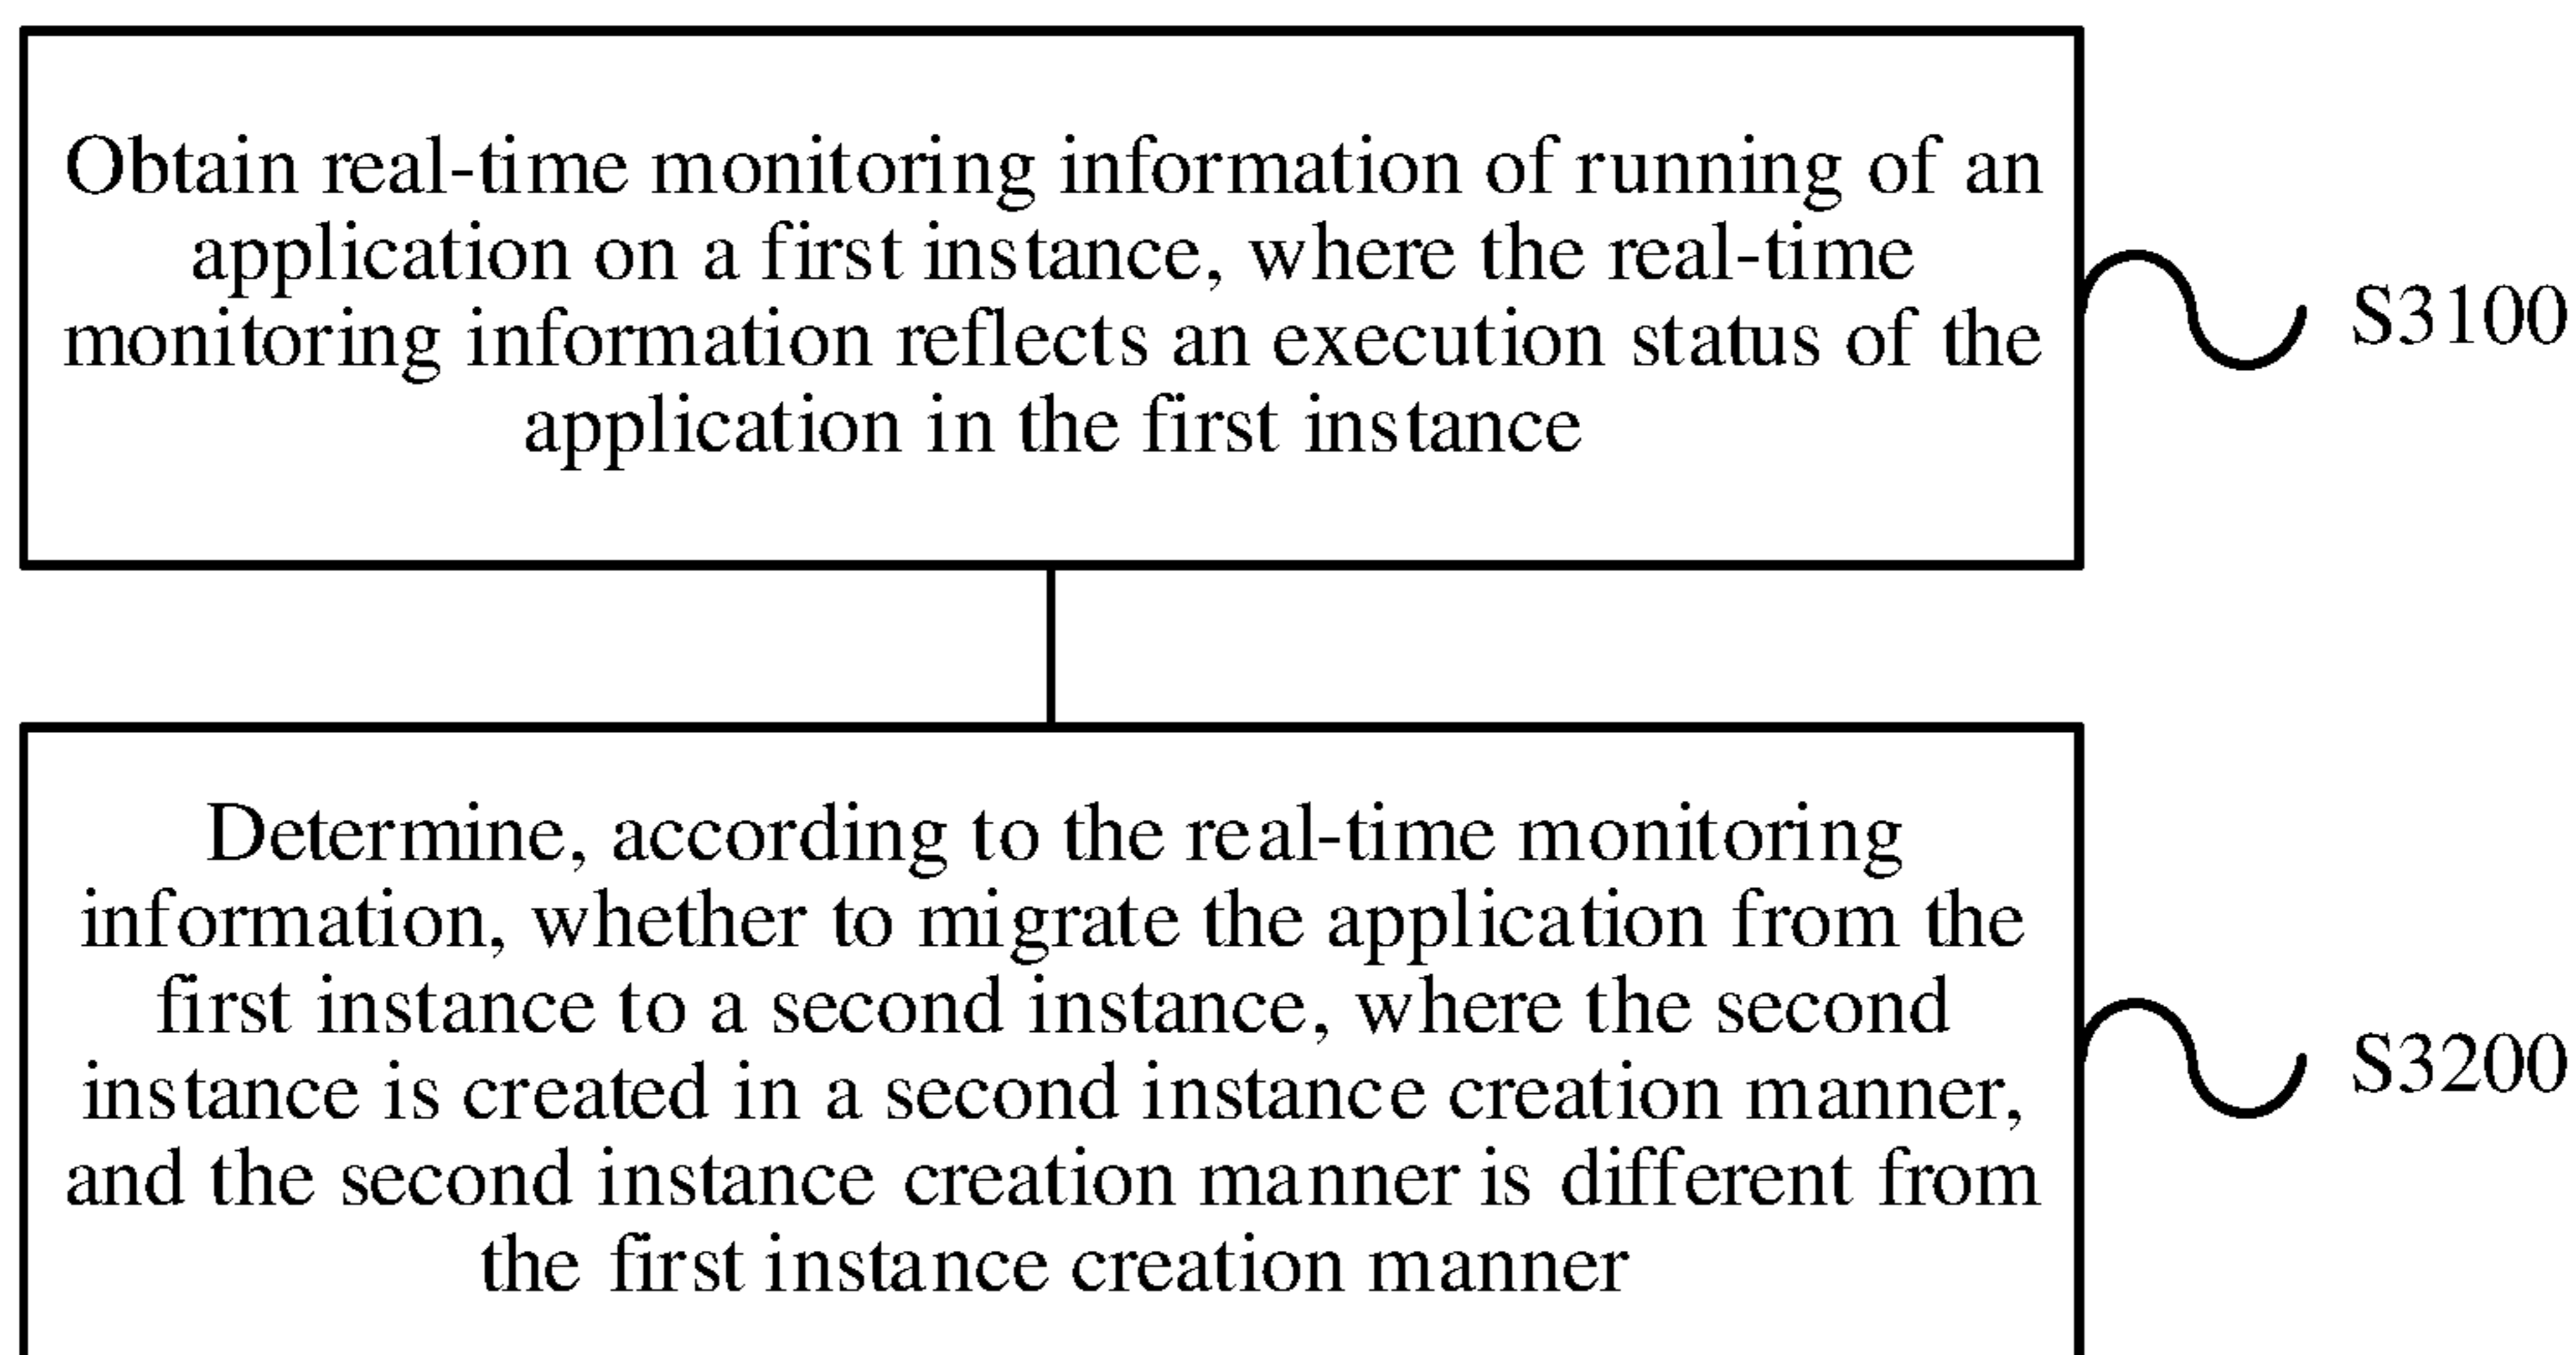 Obtain real-time monitoring information of running of an
application on a first instance, where the real-time
monitoring information reflects an execution status of the
application in the first instance
S3100
Determine, according to the real-time monitoring
information, whether to migrate the application from the
first instance to a second instance, where the second
instance is created in a second instance creation manner,
and the second instance creation manner is different from
the first instance creation manner
S3200